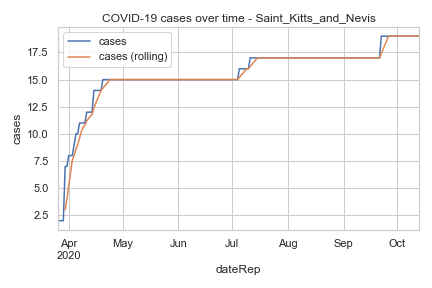 COVID-19 cases over time - Saint_Kitts_and_Nevis
cases
cases (rolling)
17.5
15.0
12.5
10.0
7.5
5.0
2.5
cases
Apr May Jun Jul Aug Sep Oct
2020
dateRep